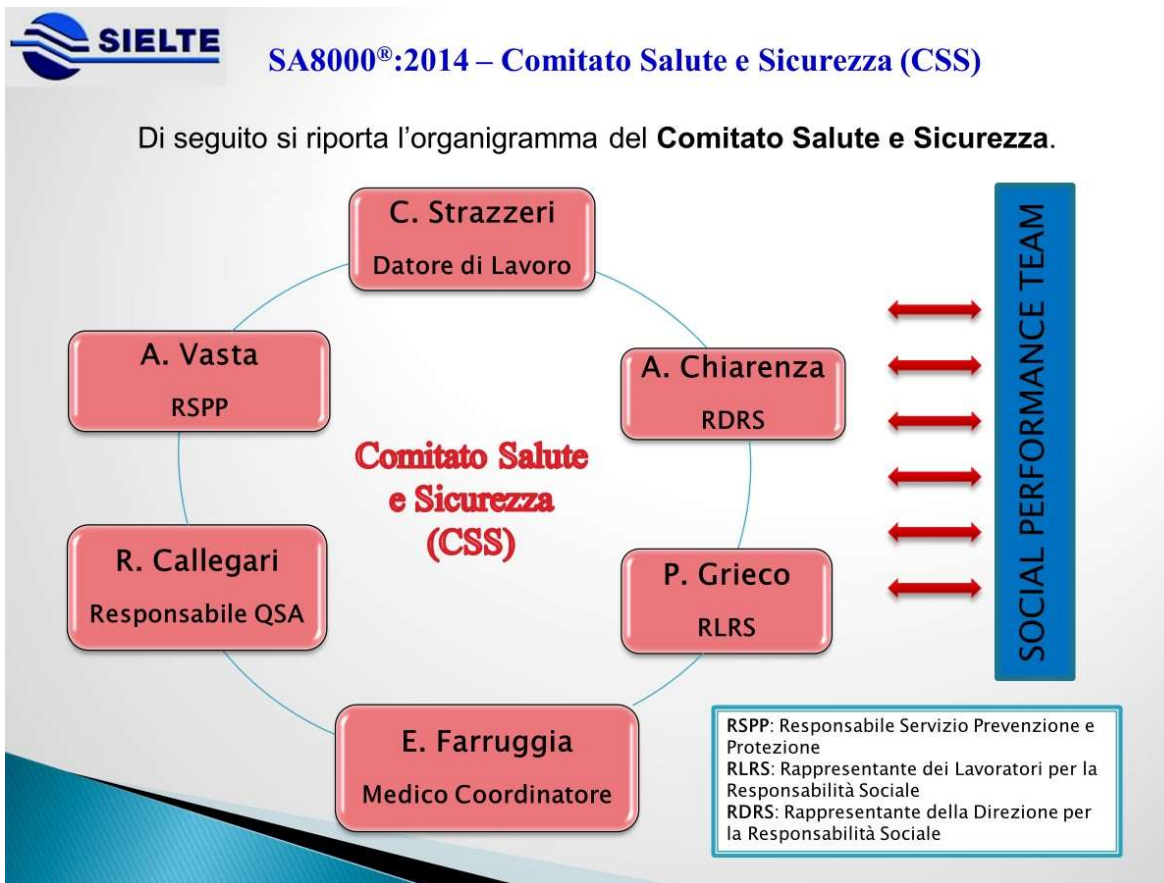 SIELTE
SA8000®:2014 – Comitato Salute e Sicurezza (CSS)
Di seguito si riporta l’organigramma del Comitato Salute e Sicurezza.
C. Strazzeri
Datore di Lavoro
A. Vasta
RSPP
A. Chiarenza
RDRS
Comitato Salute
e Sicurezza
(CSS)
R. Callegari
Responsabile QSA
P. Grieco
RLRS
E. Farruggia
Medico Coordinatore
SOCIAL PERFORMANCE TEAM
RSPP: Responsabile Servizio Prevenzione e
Protezione
RLRS: Rappresentante dei Lavoratori per la
Responsabilità Sociale
RDRS: Rappresentante della Direzione per
la Responsabilità Sociale